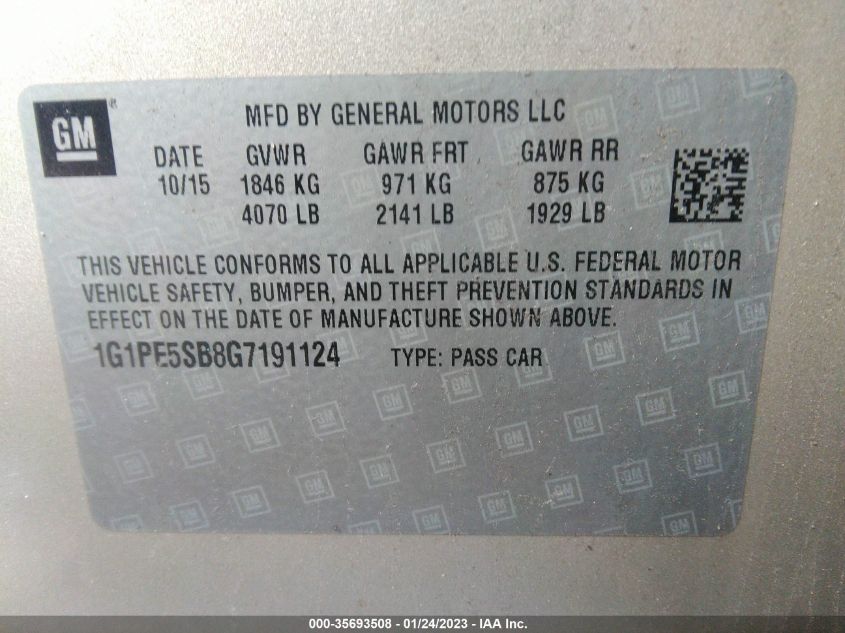 GM®
MFD BY GENERAL MOTORS LLC
DATE GVWR GAWR FRT GAWR RR
10/15 1846 KG 971 KG 875 KG
4070 LB 2141 LB 1929 LB
THIS VEHICLE CONFORMS TO ALL APPLICABLE U.S. FEDERAL MOTOR
VEHICLE SAFETY, BUMPER, AND THEFT PREVENTION STANDARDS IN
EFFECT ON THE DATE OF MANUFACTURE SHOWN ABOVE.
1G1PE5SB8G7191124 TYPE: PASS CAR
000-35693508 - 01/24/2023 - IAA Inc.